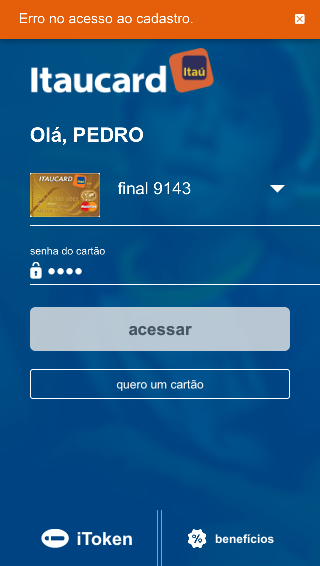 Erro no acesso ao cadastro.
Itaucard
Itaú
Olá, PEDRO
ITAUCARD
final 9143
senha do cartão
acessar
quero um cartão
iToken
benefícios